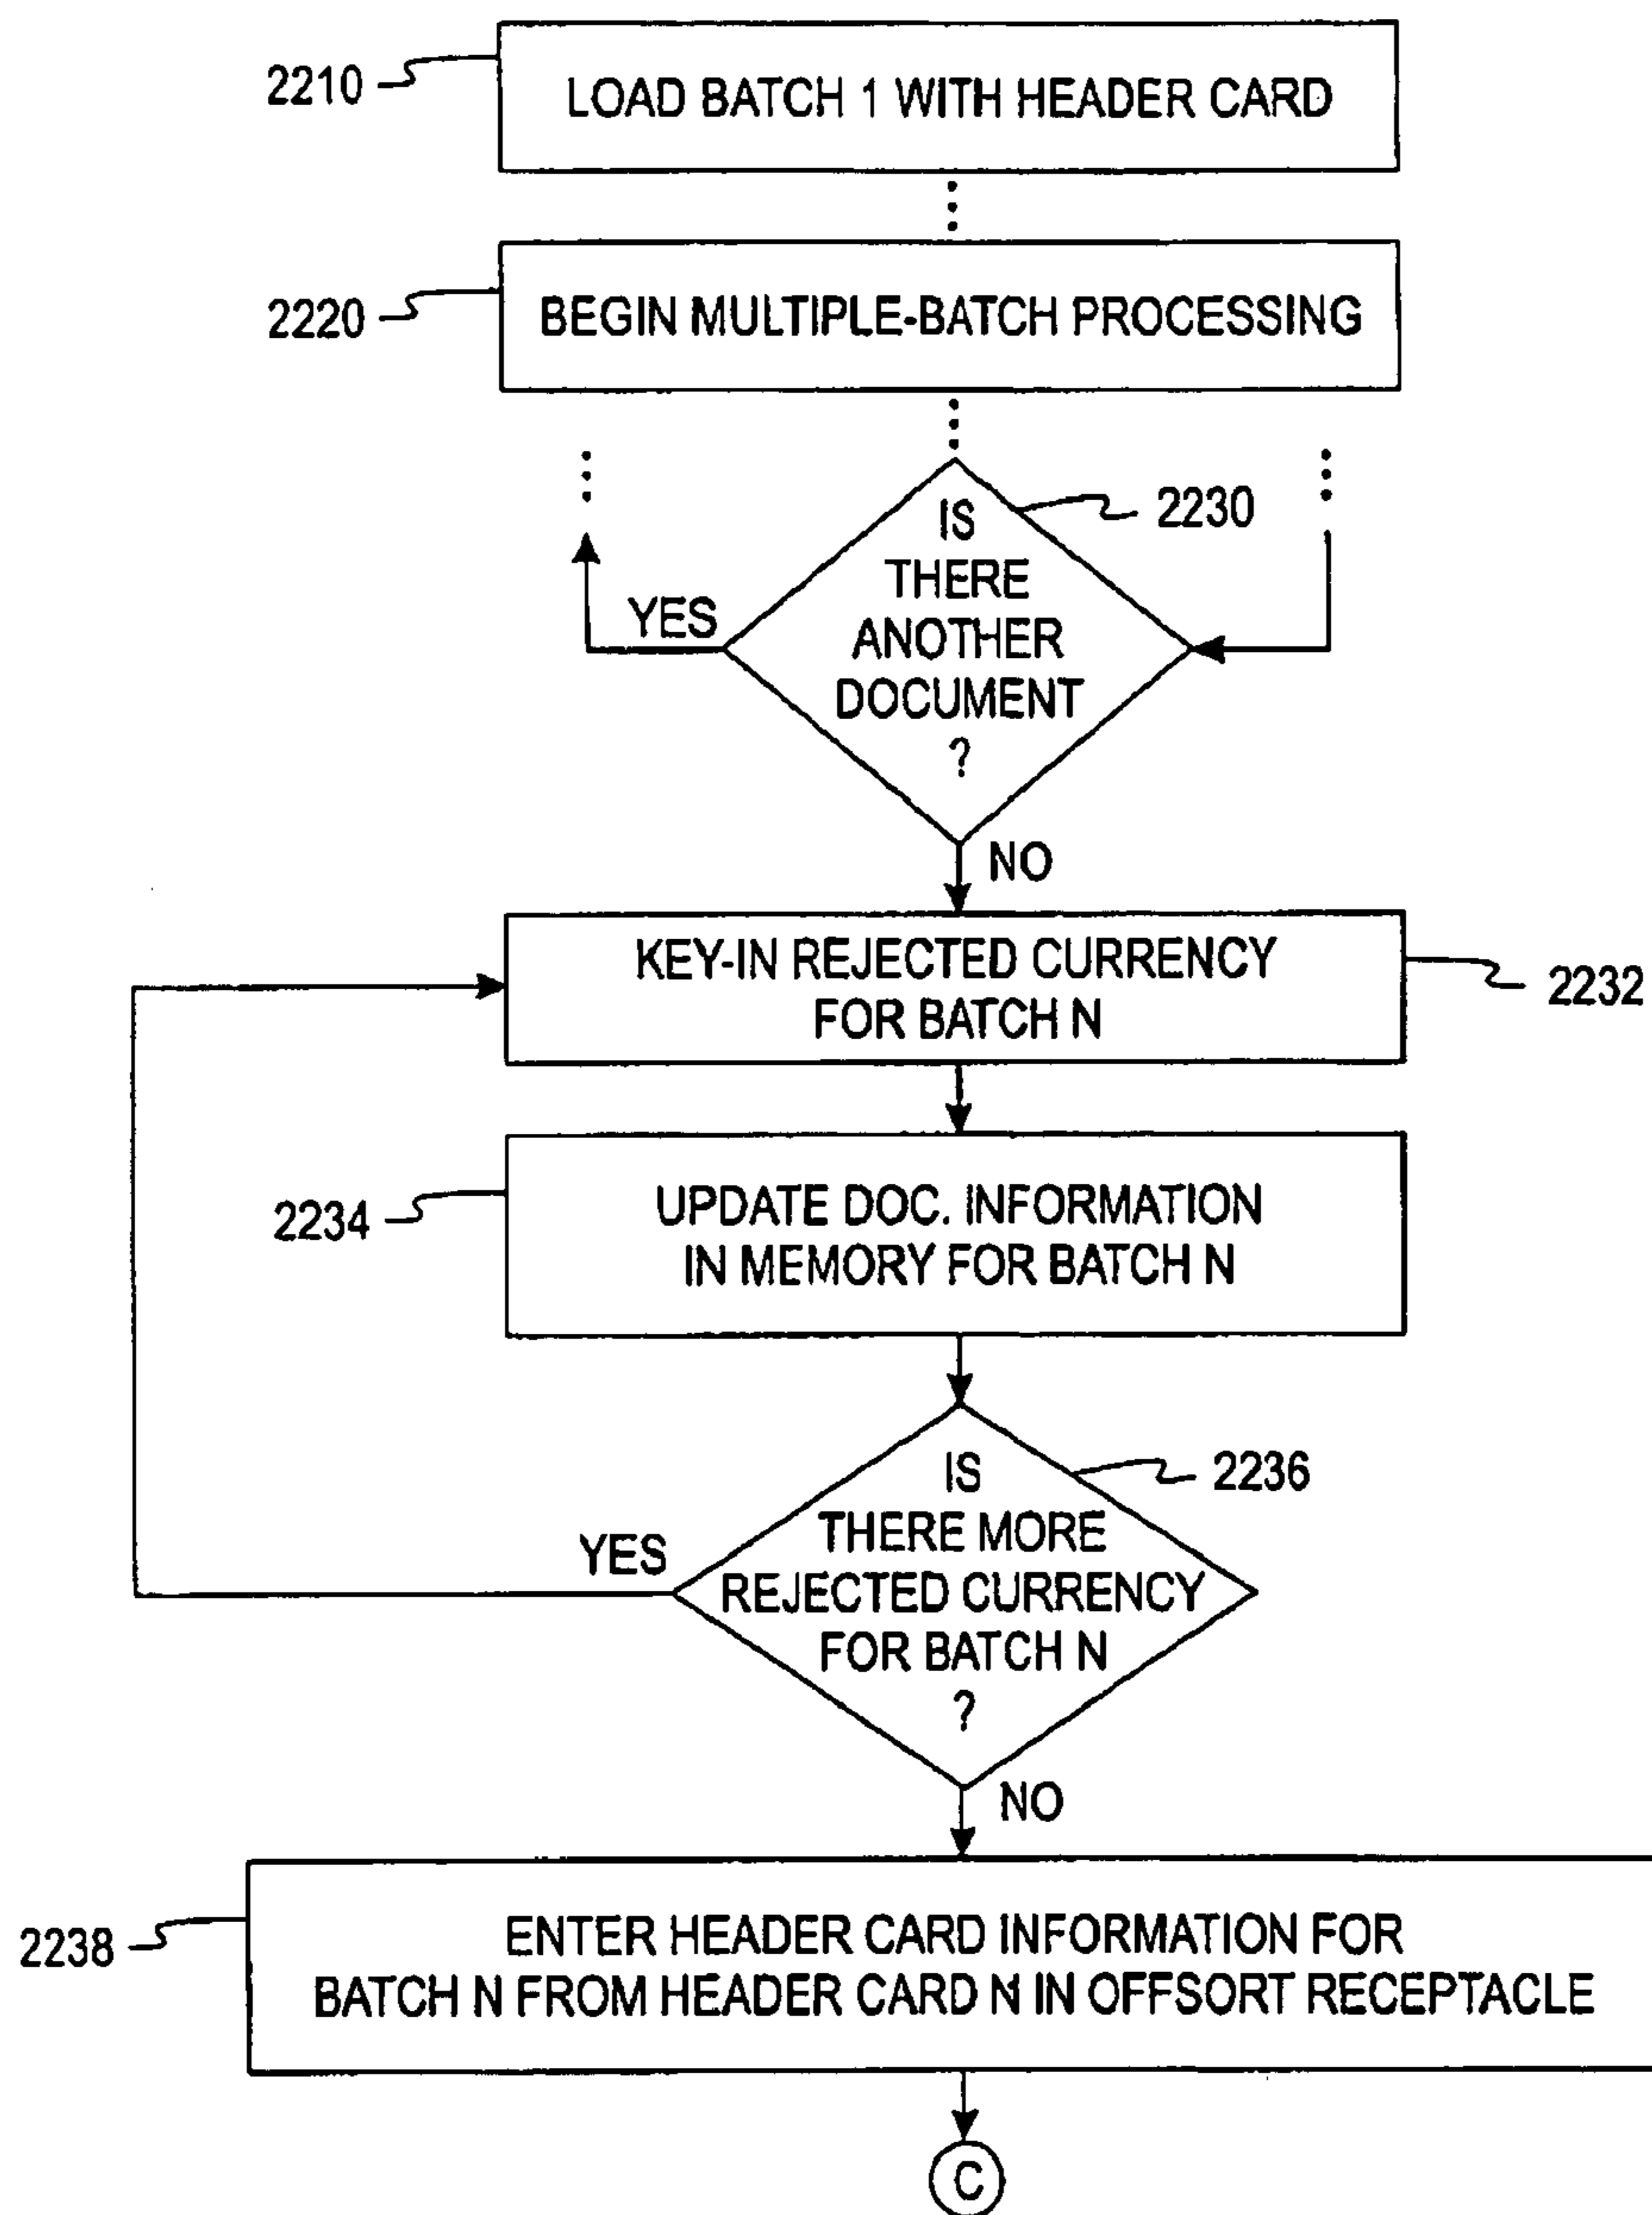 2210
LOAD BATCH 1 WITH HEADER CARD
2220
BEGIN MULTIPLE-BATCH PROCESSING
2230
IS
THERE
ANOTHER
DOCUMENT
?
YES
NO
KEY-IN REJECTED CURRENCY
FOR BATCH N
2232
2234
UPDATE DOC. INFORMATION
IN MEMORY FOR BATCH N
2236
IS
THERE MORE
REJECTED CURRENCY
FOR BATCH N
?
YES
NO
2238
ENTER HEADER CARD INFORMATION FOR
BATCH N FROM HEADER CARD N IN OFFSORT RECEPTACLE
C